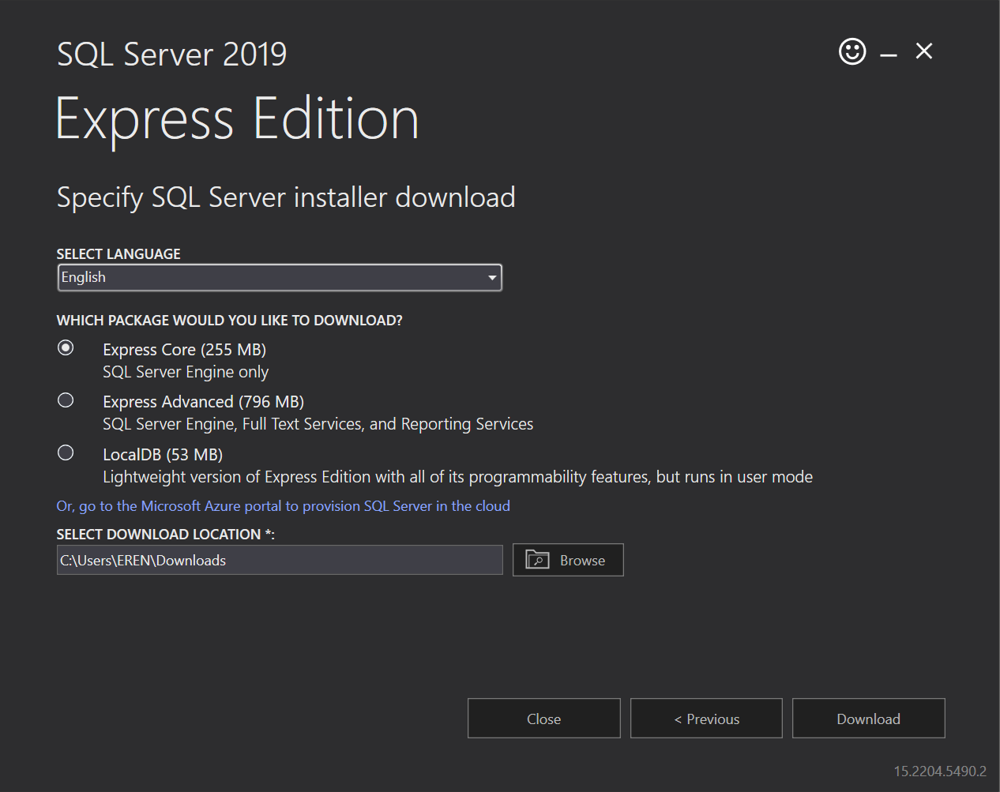 SQL Server 2019
Express Edition
Specify SQL Server installer download
SELECT LANGUAGE
English
WHICH PACKAGE WOULD YOU LIKE TO DOWNLOAD?
Express Core (255 MB)
SQL Server Engine only
Express Advanced (796 MB)
SQL Server Engine, Full Text Services, and Reporting Services
LocalDB (53 MB)
Lightweight version of Express Edition with all of its programmability features, but runs in user mode
Or, go to the Microsoft Azure portal to provision SQL Server in the cloud
SELECT DOWNLOAD LOCATION *:
C:\Users\EREN\Downloads
Browse
Close
< Previous
Download
15.2204.5490.2